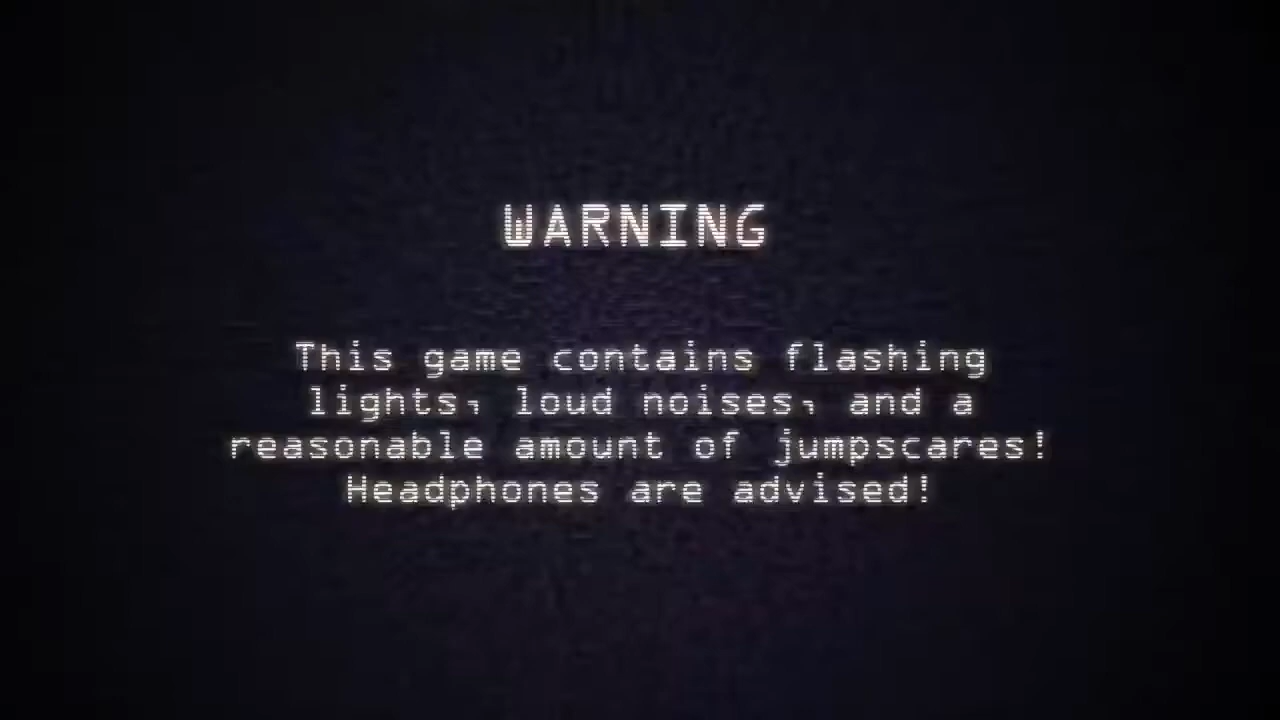 WARNING
This game contains flashing
lights, loud noises, and a
reasonable amount of jumpscares!
Headphones are advised!